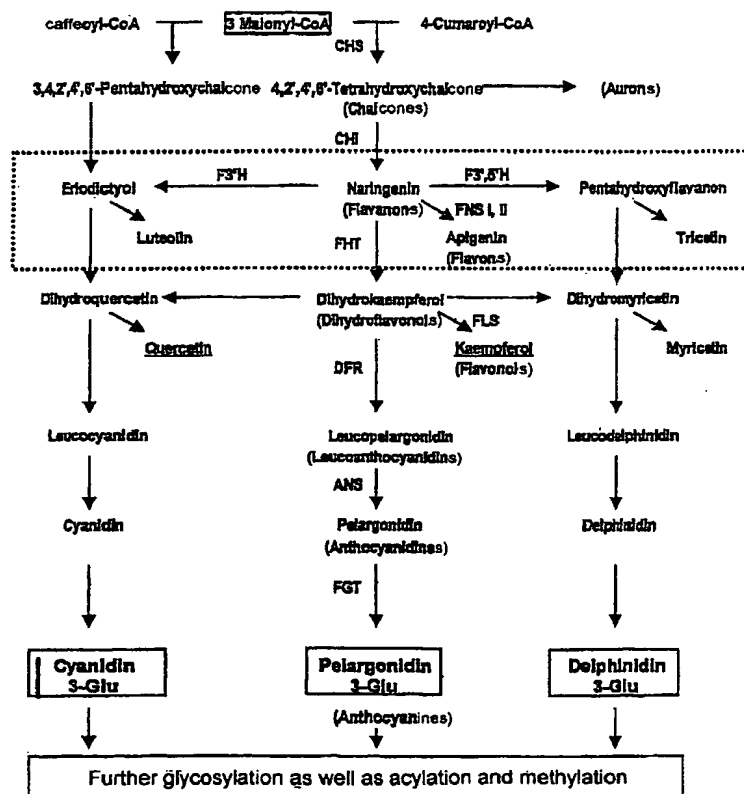 caffeoyl-CoA 3 Malonyl-CoA 4-Cumaroyl-CoA
CHS
3,4,2',4',6'-Pentahydroxychalcone 4,2',4',6'-Tetrahydroxychalcone (Aurons)
(Chalcones)
CHI
F3'H F3',5'H
Eriodictyol Naringenin Pentahydroxyflavanon
(Flavanons) FNS I, II
Luteolin FHT Apigenin Tricetin
(Flavons)
Dihydroquercetin Dihydrokaempferol Dihydromyricetin
(Dihydroflavonols) FLS
Quercetin Kaemoferol Myricetin
DFR (Flavonols)
Leucocyanidin Leucopelargonidin Leucodelphinidin
(Leucoanthocyanidins)
ANS
Cyanidin Pelargonidin Delphinidin
(Anthocyanidines)
FGT
Cyanidin Pelargonidin Delphinidin
3-Glu 3-Glu 3-Glu
(Anthocyanines)
Further glycosylation as well as acylation and methylation